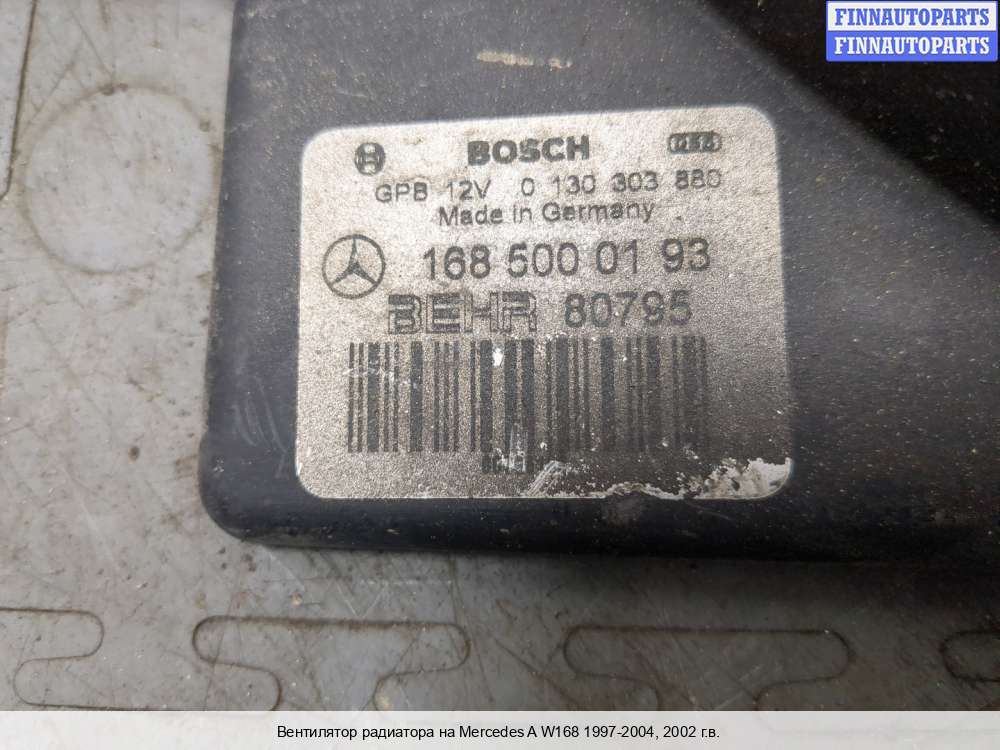 FINNAUTOPARTS
FINNAUTOPARTS
BOSCH
GPB 12V 0 130 303 880
Made in Germany
168 500 01 93
BEHR 80795
Вентилятор радиатора на Mercedes A W168 1997-2004, 2002 г.в.